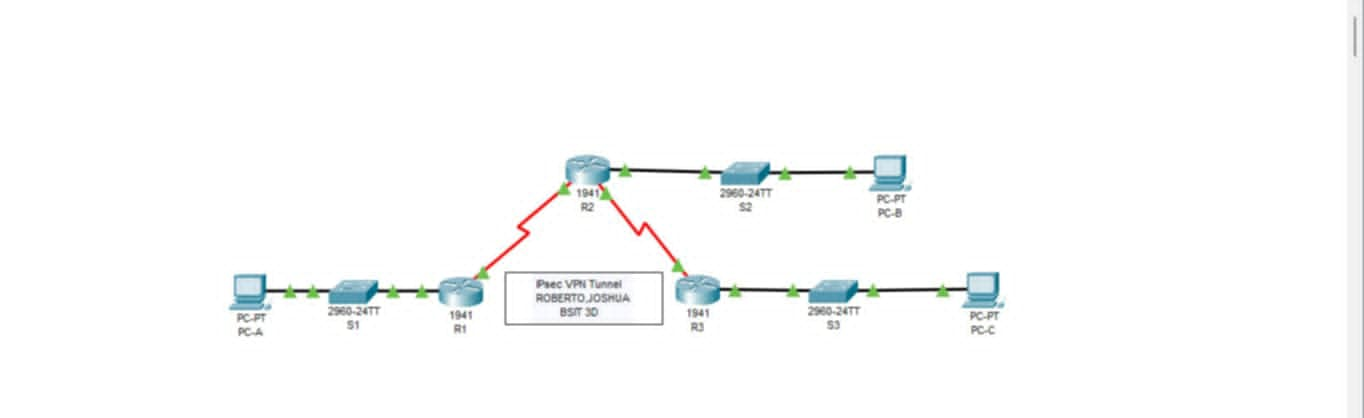 1941
R2
2960-24TT
S2
PC-PT
PC-B
PC-PT
PC-A
2960-24TT
S1
1941
R1
IPsec VPN Tunnel
ROBERTO,JOSHUA
BSIT 3D
1941
R3
2960-24TT
S3
PC-PT
PC-C